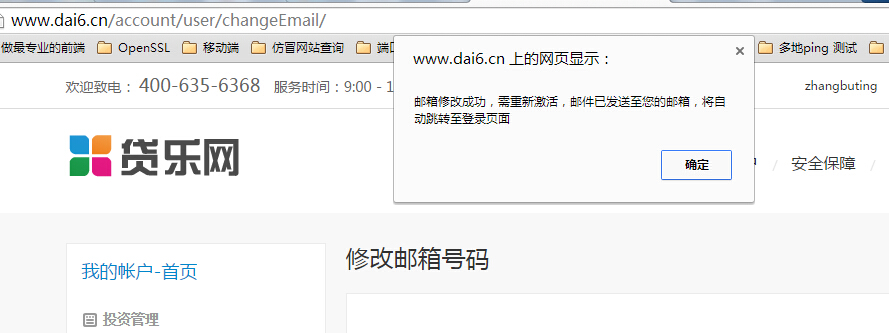 www.dai6.cn/account/user/changeEmail/
做最专业的前端 OpenSSL 移动端 仿冒网站查询 多地ping 测试
www.dai6.cn 上的网页显示：
欢迎致电： 400-635-6368 服务时间：9:00 - 1
zhangbuting
邮箱修改成功，需重新激活，邮件已发送至您的邮箱，将自
动跳转至登录页面
贷乐网
确定
安全保障
我的帐户-首页
修改邮箱号码
投资管理